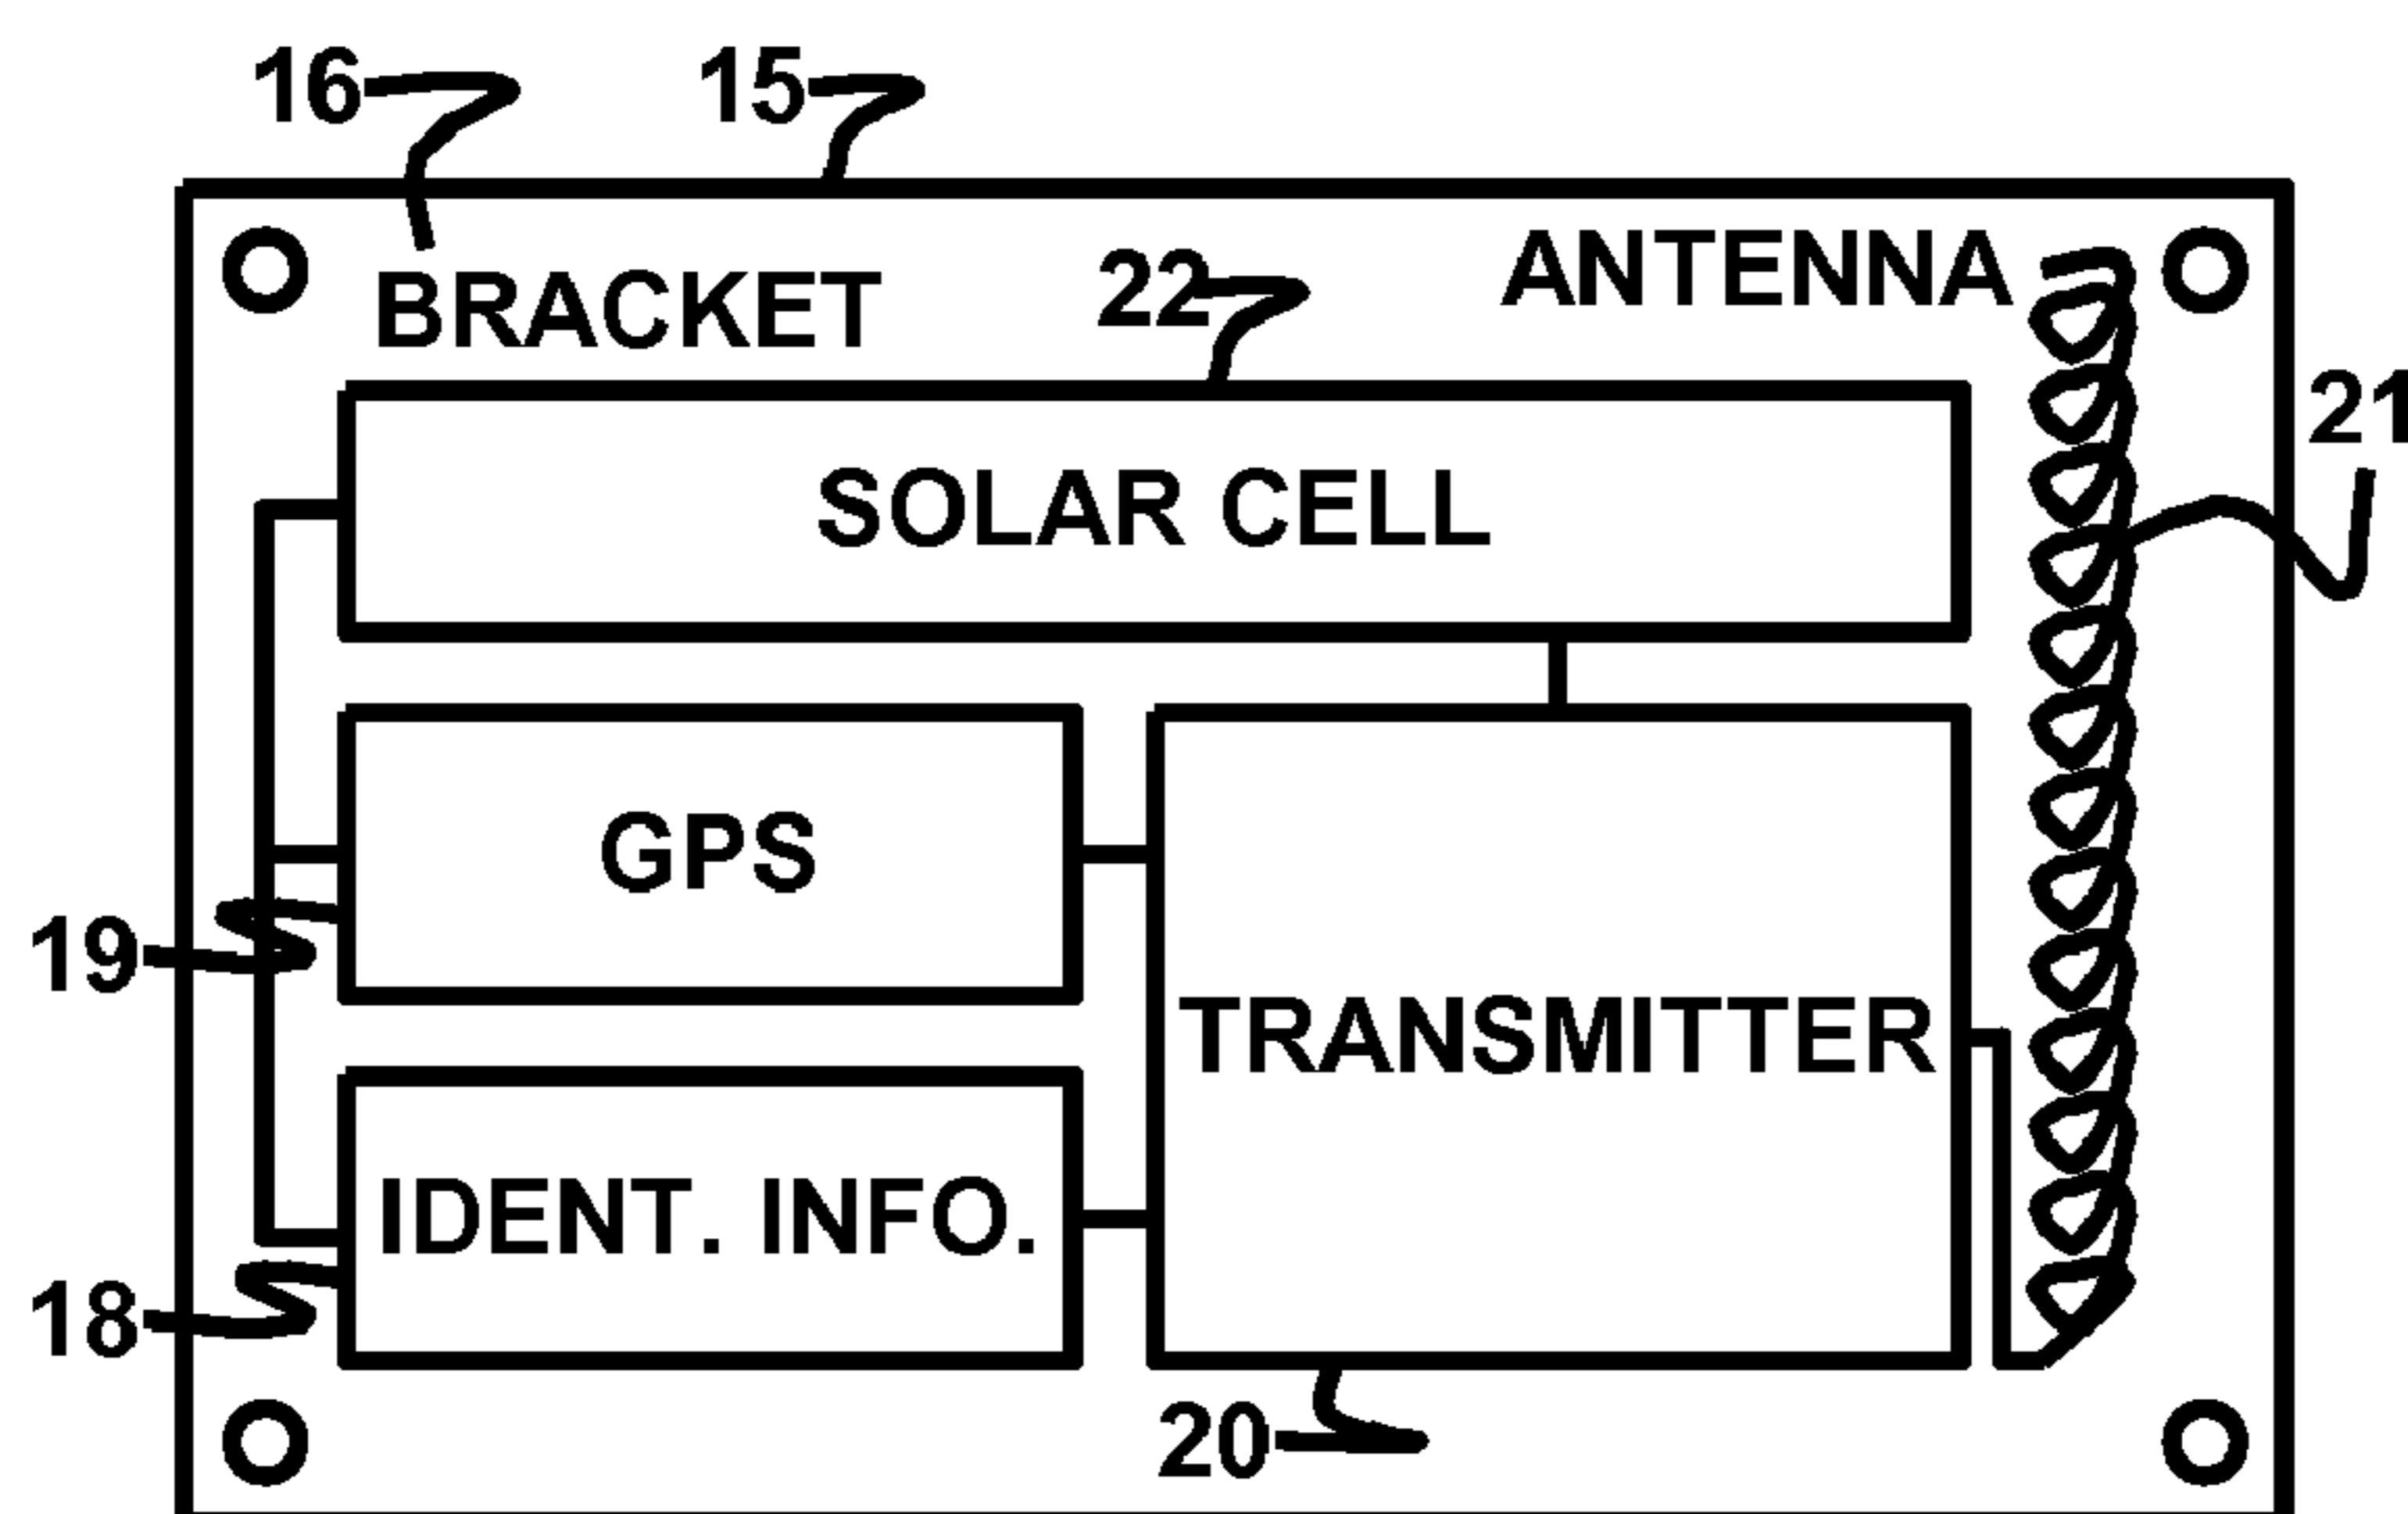 16
15
BRACKET
22
ANTENNA
21
SOLAR CELL
GPS
19
TRANSMITTER
IDENT. INFO.
18
20